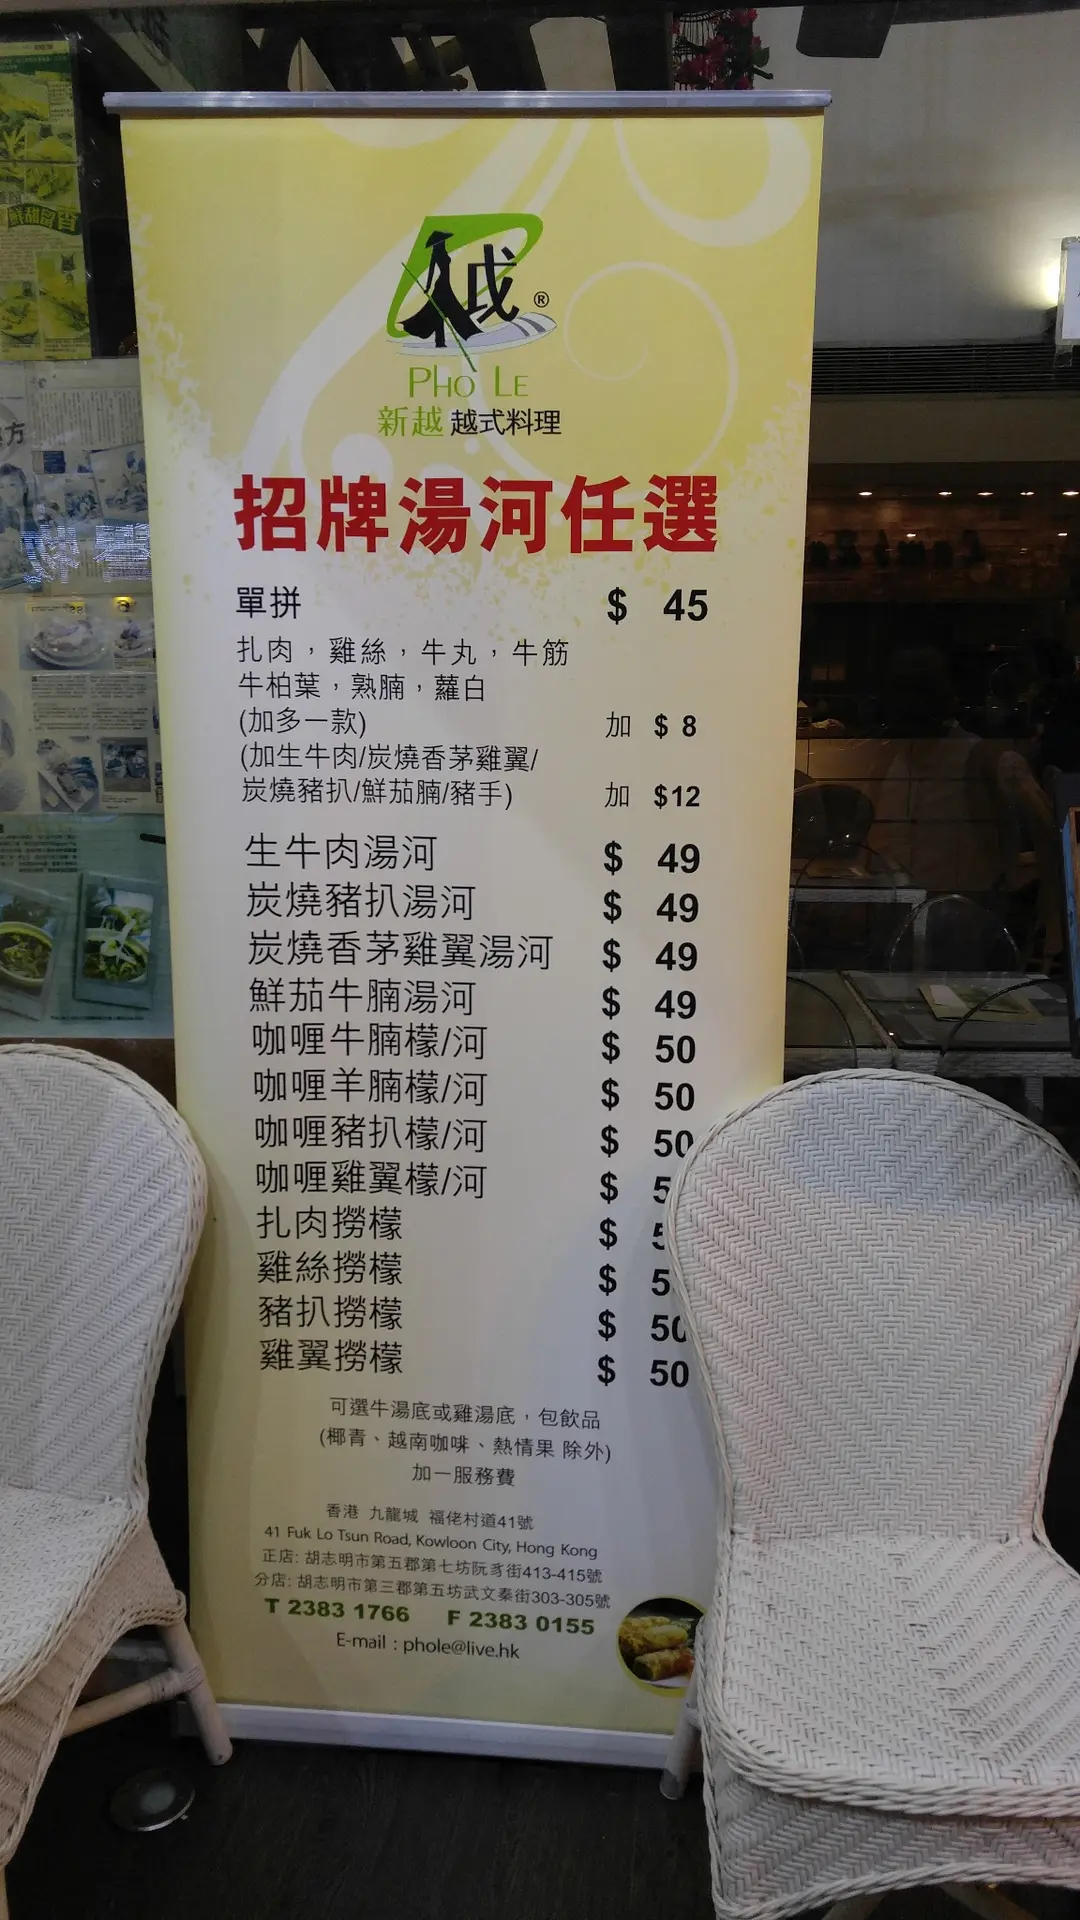 越®
PHO LE
新越 越式料理
招牌湯河任選
單拼 $ 45
扎肉，雞絲，牛丸，牛筋
牛柏葉，熟腩，蘿白
(加多一款) 加 $ 8
(加生牛肉/炭燒香茅雞翼/
炭燒豬扒/鮮茄腩/豬手) 加 $12
生牛肉湯河 $ 49
炭燒豬扒湯河 $ 49
炭燒香茅雞翼湯河 $ 49
鮮茄牛腩湯河 $ 49
咖喱牛腩檬/河 $ 50
咖喱羊腩檬/河 $ 50
咖喱豬扒檬/河 $ 50
咖喱雞翼檬/河 $ 5
扎肉撈檬 $ 5
雞絲撈檬 $ 5
豬扒撈檬 $ 50
雞翼撈檬 $ 50
可選牛湯底或雞湯底，包飲品
(椰青、越南咖啡、熱情果 除外)
加一服務費
香港 九龍城 福佬村道41號
41 Fuk Lo Tsun Road, Kowloon City, Hong Kong
正店: 胡志明市第五郡第七坊阮豸街413-415號
分店: 胡志明市第三郡第五坊武文秦街303-305號
T 2383 1766 F 2383 0155
E-mail : phole@live.hk